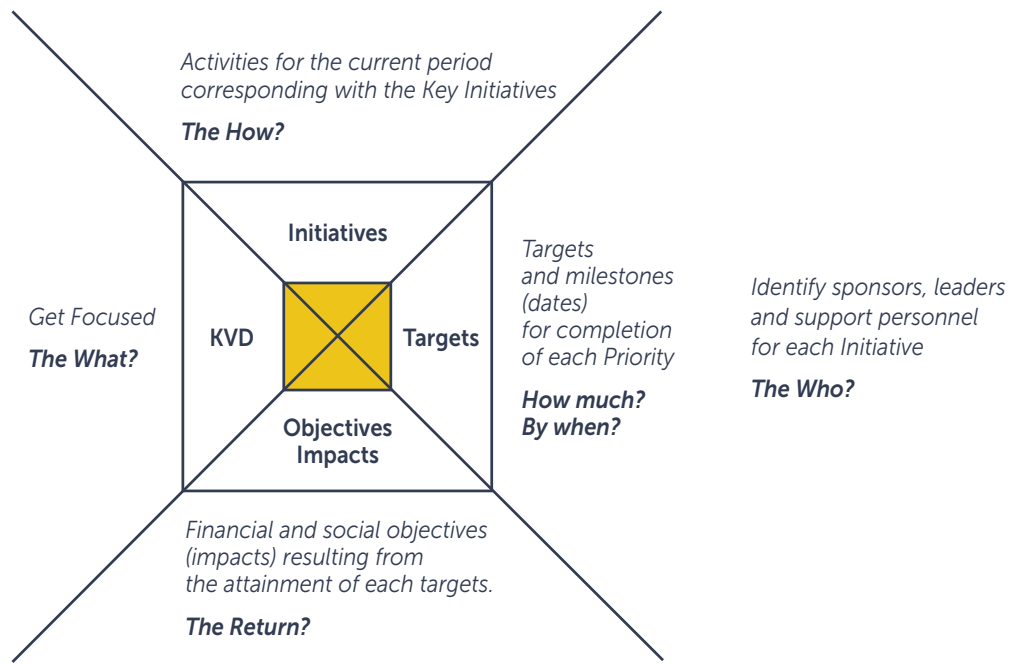 Activities for the current period
corresponding with the Key Initiatives
The How?
Initiatives
Get Focused
The What?
KVD
Targets
Targets
and milestones
(dates)
for completion
of each Priority
How much?
By when?
Identify sponsors, leaders
and support personnel
for each Initiative
The Who?
Objectives
Impacts
Financial and social objectives
(impacts) resulting from
the attainment of each targets.
The Return?